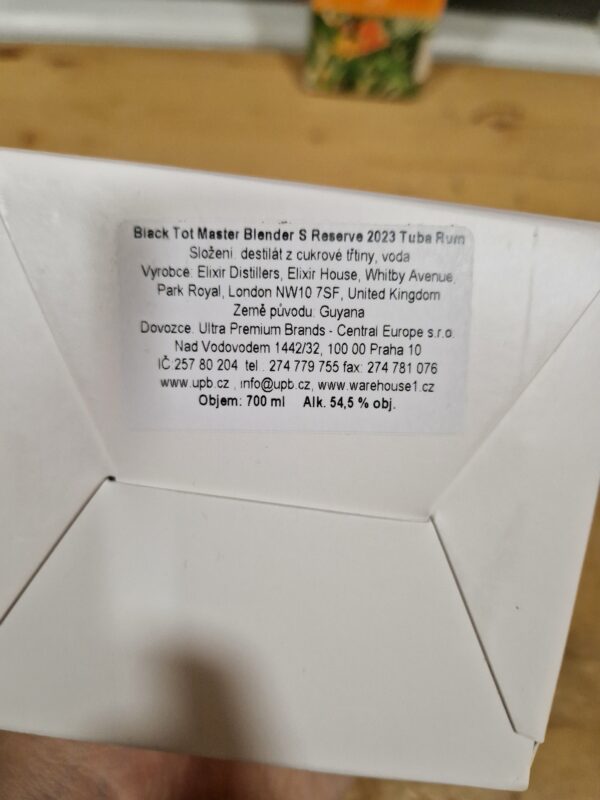 Black Tot Master Blender S Reserve 2023 Tuba Rum
Složení: destilát z cukrové třtiny, voda
Vyrobce: Elixir Distillers, Elixir House, Whitby Avenue,
Park Royal, London NW10 7SF, United Kingdom
Země původu: Guyana
Dovozce: Ultra Premium Brands - Central Europe s.r.o.
Nad Vodovodem 1442/32, 100 00 Praha 10
IČ:257 80 204 tel . 274 779 755 fax: 274 781 076
www.upb.cz , info@upb.cz, www.warehouse1.cz
Objem: 700 ml Alk. 54,5 % obj.